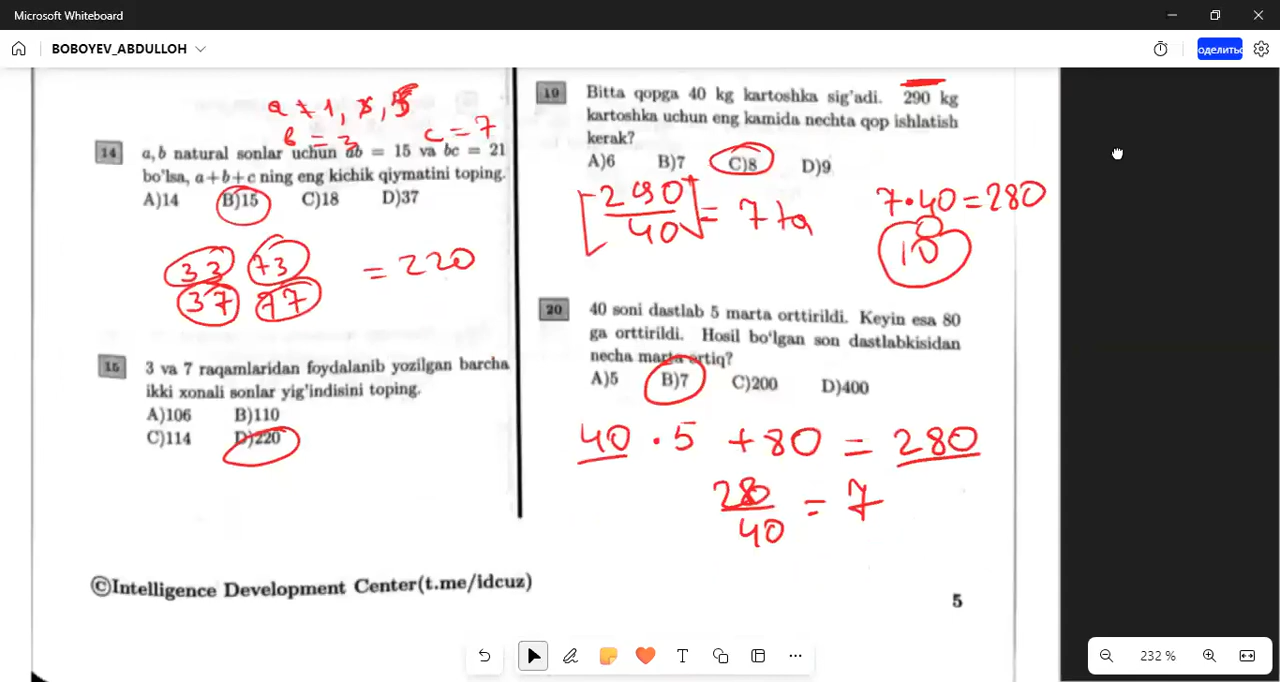 Microsoft Whiteboard
BOBOYEV_ABDULLOH
оделитьс
a = 1,
b = 3
c = 7
14
a, b natural sonlar uchun ab = 15 va bc = 21
bo'lsa, a+b+c ning eng kichik qiymatini toping.
A)14 B)15 C)18 D)37
33 73 = 220
37 77
15
3 va 7 raqamlaridan foydalanib yozilgan barcha
ikki xonali sonlar yig'indisini toping.
A)106 B)110
C)114 D)220
19
Bitta qopga 40 kg kartoshka sig'adi. 290 kg
kartoshka uchun eng kamida nechta qop ishlatish
kerak?
A)6 B)7 C)8 D)9
[290/40] = 7 ta
7·40=280
10
20
40 soni dastlab 5 marta orttirildi. Keyin esa 80
ga orttirildi. Hosil bo'lgan son dastlabkisidan
necha marta ortiq?
A)5 B)7 C)200 D)400
40 · 5 + 80 = 280
280/40 = 7
©Intelligence Development Center(t.me/idcuz)
5
232 %